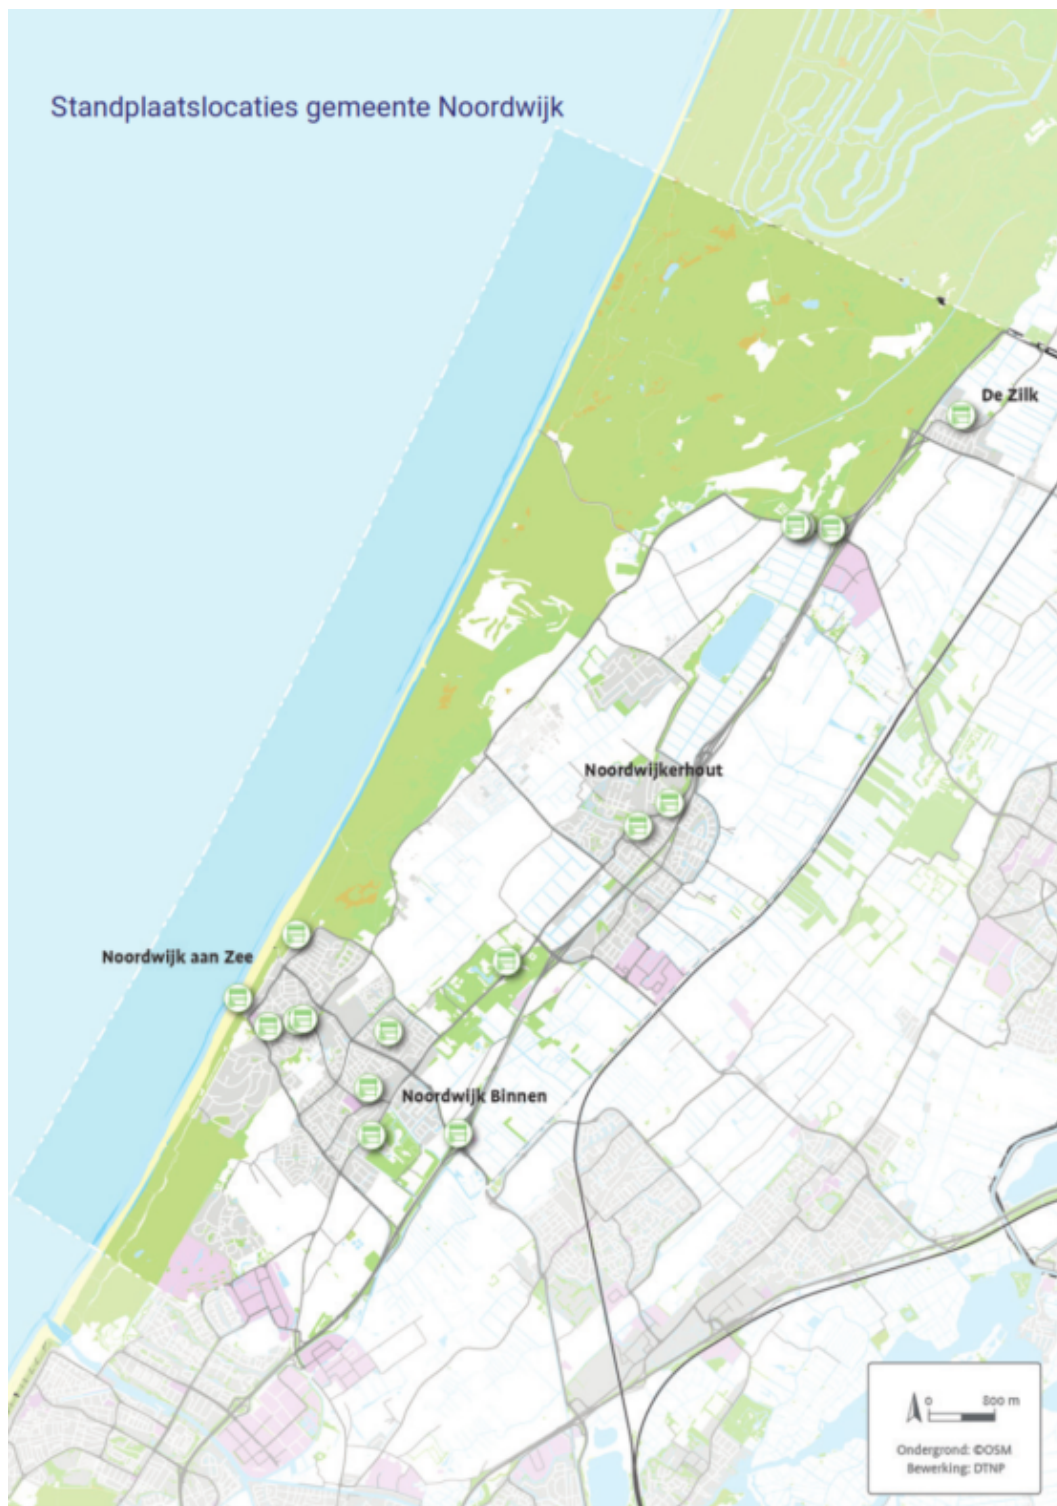 Standplaatslocaties gemeente Noordwijk
De Zilk
Noordwijkerhout
Noordwijk aan Zee
Noordwijk Binnen
0 800 m
Ondergrond: ©OSM
Bewerking: DTNP